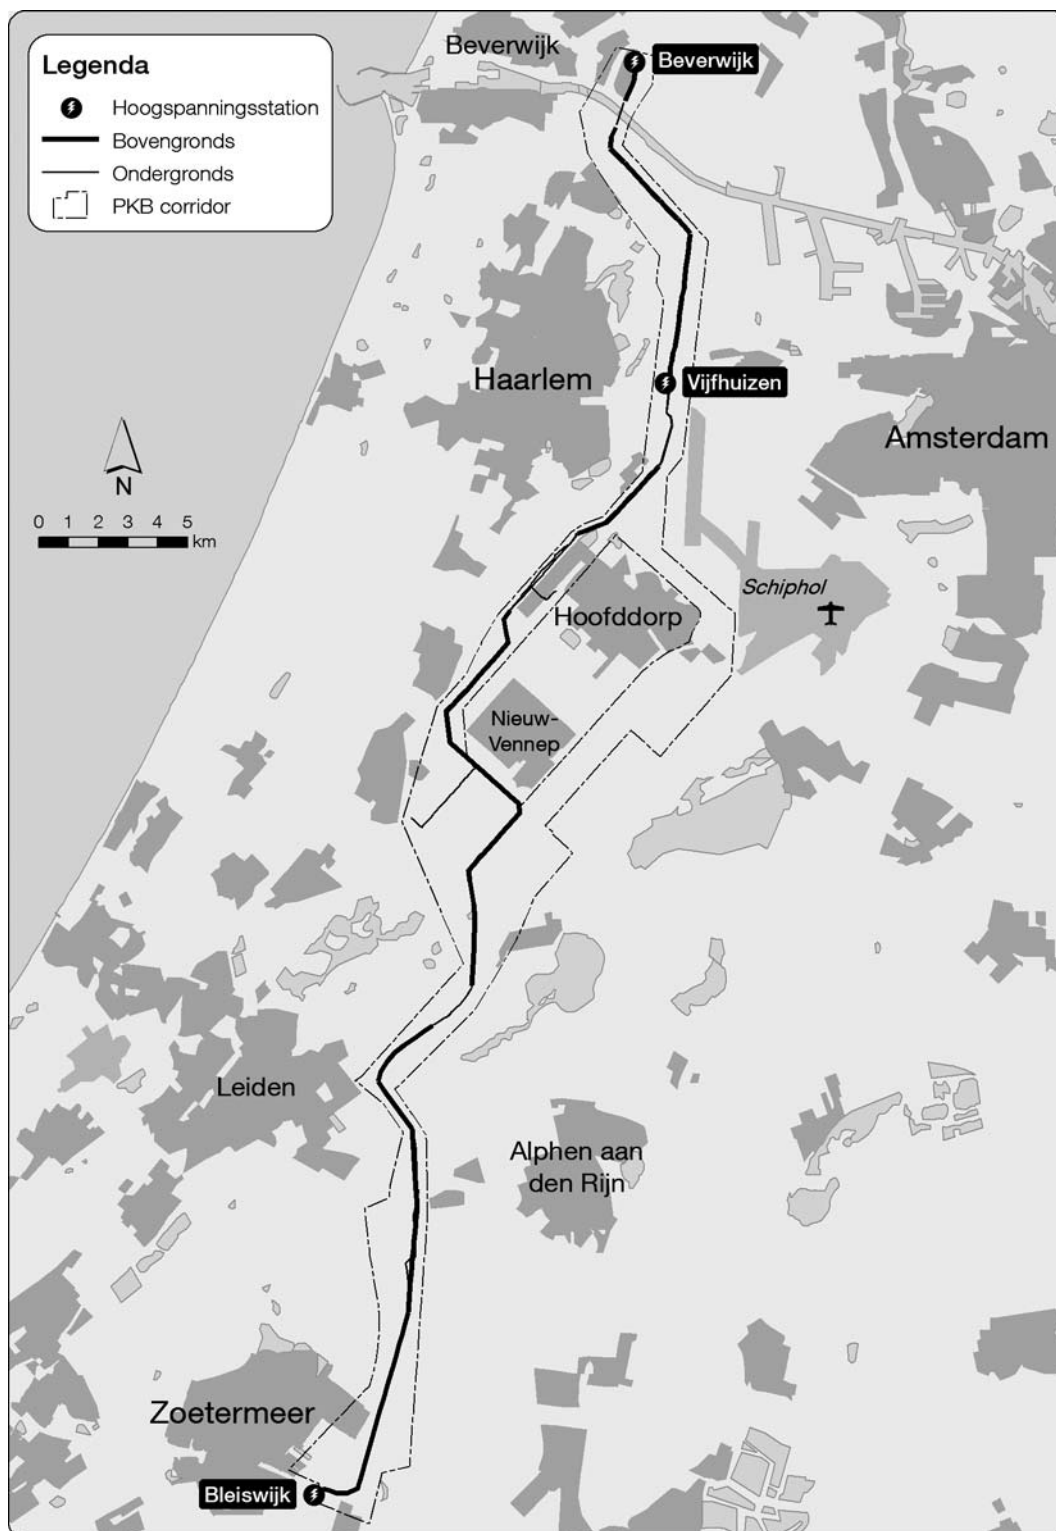 Legenda
Hoogspanningsstation
Bovengronds
Ondergronds
PKB corridor
Beverwijk
Beverwijk
Haarlem
Vijfhuizen
Amsterdam
N
0 1 2 3 4 5
km
Schiphol
Hoofddorp
Nieuw-
Vennep
Leiden
Alphen aan
den Rijn
Zoetermeer
Bleiswijk